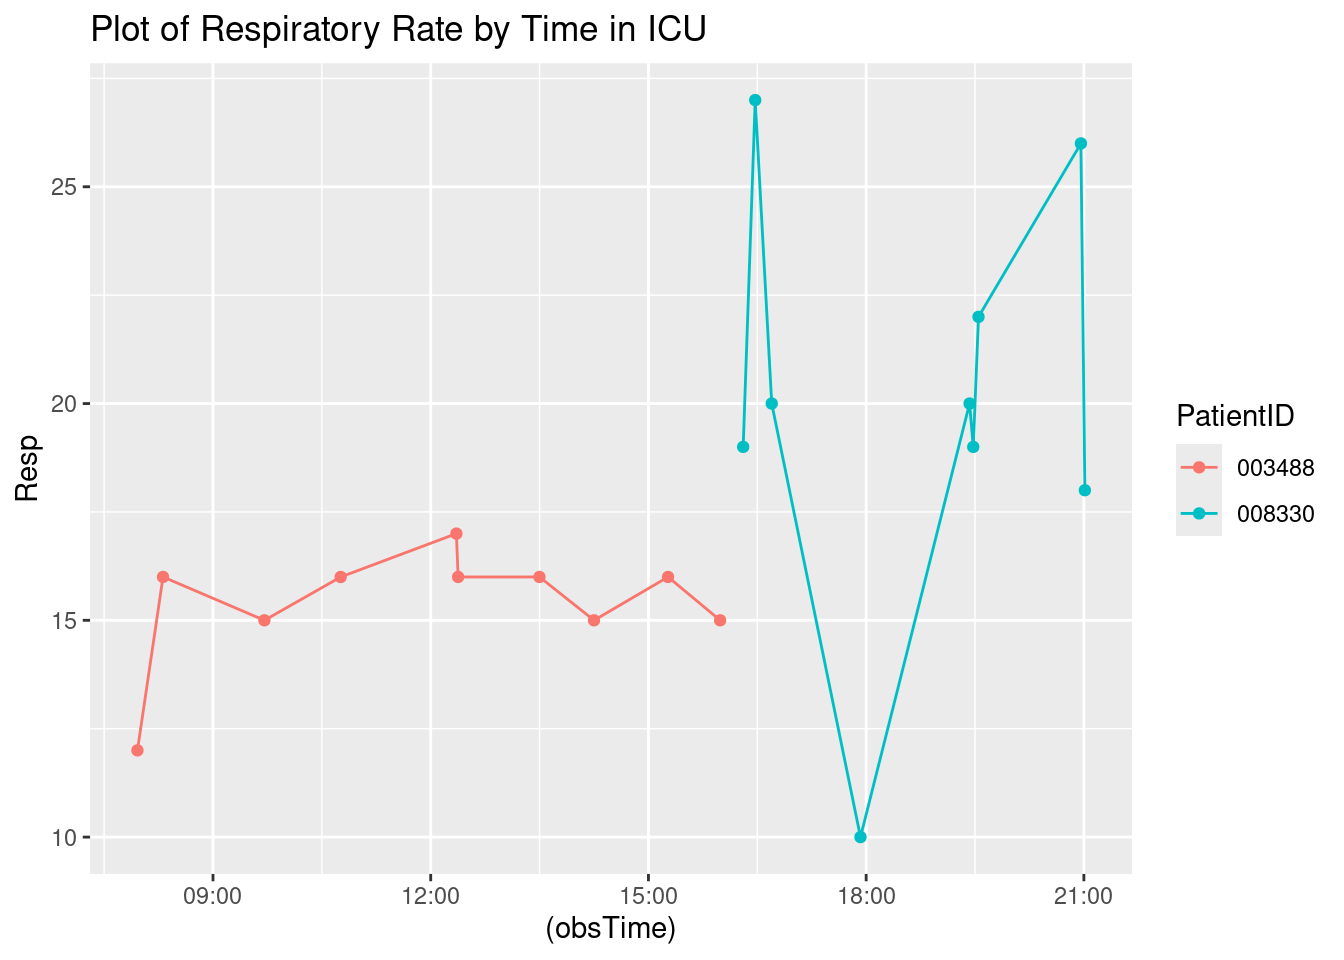 Plot of Respiratory Rate by Time in ICU
25
20
15
10
Resp
09:00 12:00 15:00 18:00 21:00
(obsTime)
PatientID
003488
008330